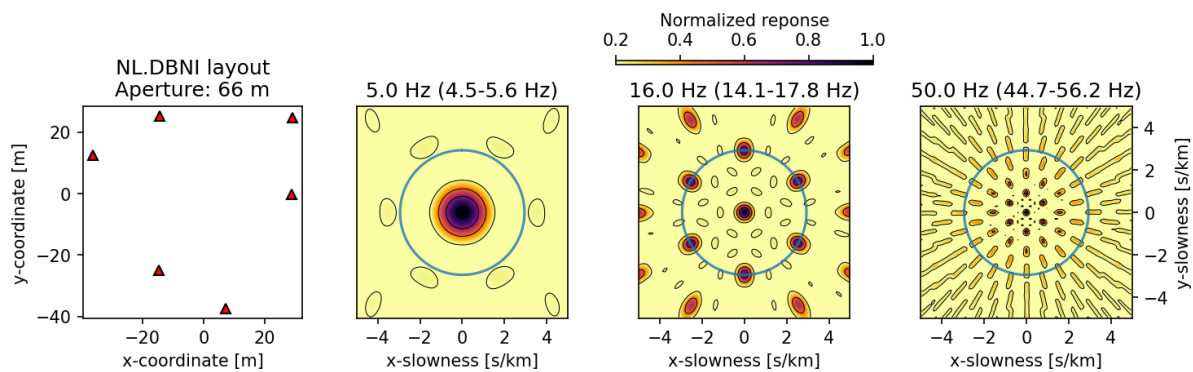 Normalized reponse
0.2 0.4 0.6 0.8 1.0
NL.DBNI layout
Aperture: 66 m
5.0 Hz (4.5-5.6 Hz)
16.0 Hz (14.1-17.8 Hz)
50.0 Hz (44.7-56.2 Hz)
y-coordinate [m]
20
0
−20
−40
−20 0 20
x-coordinate [m]
−4 −2 0 2 4
x-slowness [s/km]
−4 −2 0 2 4
x-slowness [s/km]
−4 −2 0 2 4
x-slowness [s/km]
4
2
0
−2
−4
y-slowness [s/km]